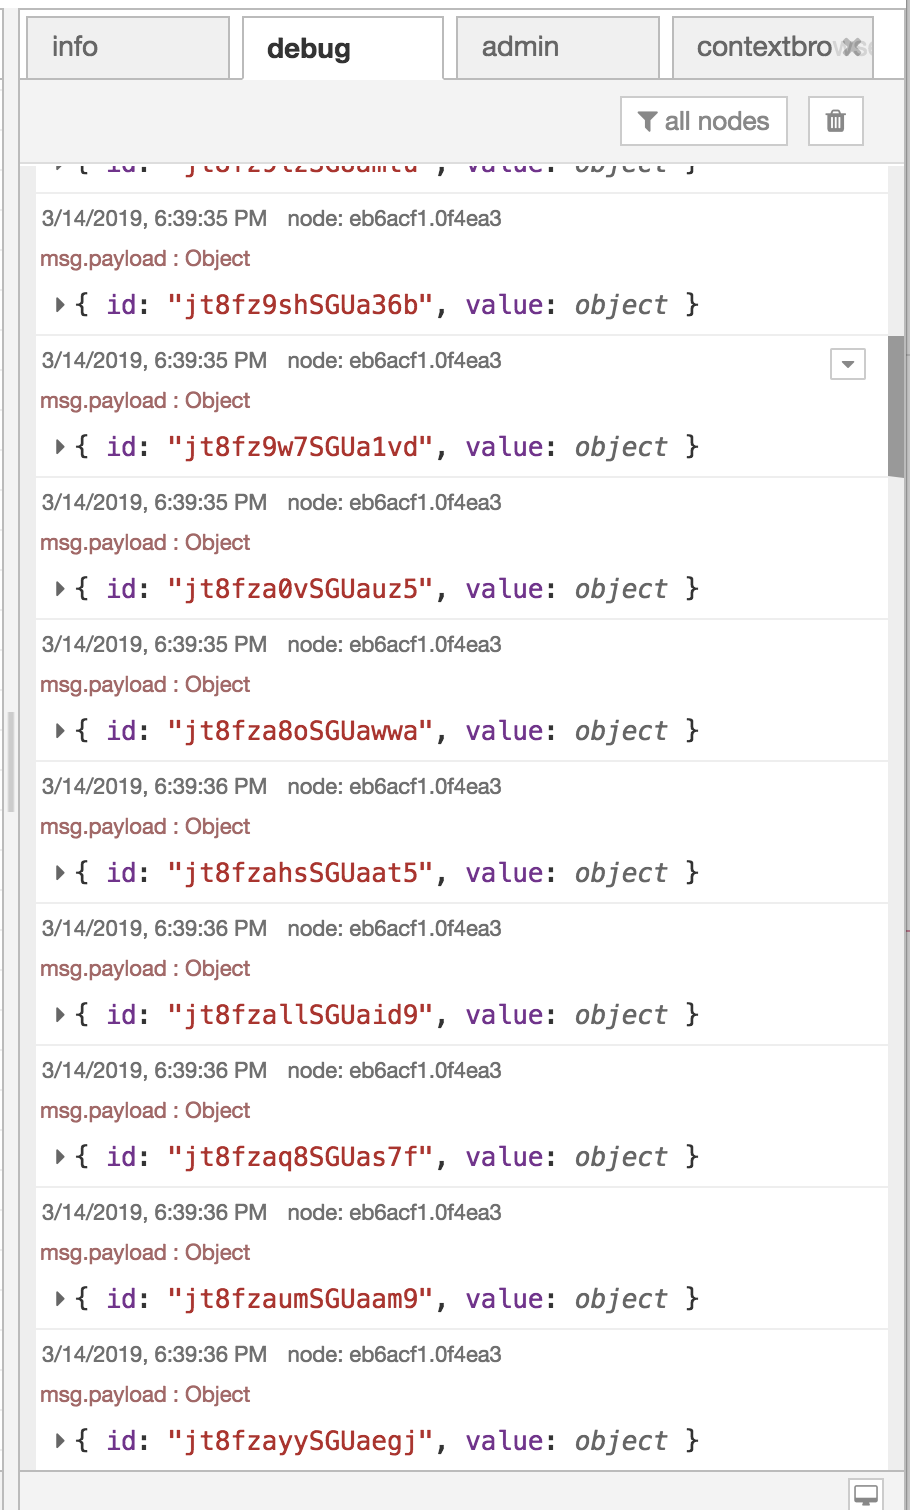 info debug admin contextbro
all nodes
3/14/2019, 6:39:35 PM node: eb6acf1.0f4ea3
msg.payload : Object
{ id: "jt8fz9shSGUa36b", value: object }
3/14/2019, 6:39:35 PM node: eb6acf1.0f4ea3
msg.payload : Object
{ id: "jt8fz9w7SGUa1vd", value: object }
3/14/2019, 6:39:35 PM node: eb6acf1.0f4ea3
msg.payload : Object
{ id: "jt8fza0vSGUauz5", value: object }
3/14/2019, 6:39:35 PM node: eb6acf1.0f4ea3
msg.payload : Object
{ id: "jt8fza8oSGUawwa", value: object }
3/14/2019, 6:39:36 PM node: eb6acf1.0f4ea3
msg.payload : Object
{ id: "jt8fzahsSGUaat5", value: object }
3/14/2019, 6:39:36 PM node: eb6acf1.0f4ea3
msg.payload : Object
{ id: "jt8fzallSGUaid9", value: object }
3/14/2019, 6:39:36 PM node: eb6acf1.0f4ea3
msg.payload : Object
{ id: "jt8fzaq8SGUas7f", value: object }
3/14/2019, 6:39:36 PM node: eb6acf1.0f4ea3
msg.payload : Object
{ id: "jt8fzaumSGUaam9", value: object }
3/14/2019, 6:39:36 PM node: eb6acf1.0f4ea3
msg.payload : Object
{ id: "jt8fzayySGUaegj", value: object }